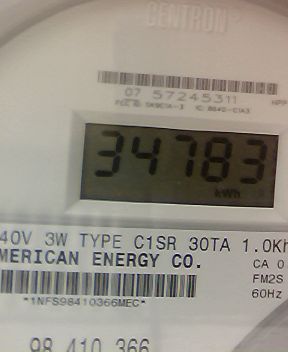 CENTRON
07 57245311
HPP
34783
kWh
40V 3W TYPE C1SR 30TA 1.0Kh
MERICAN ENERGY CO.
CA 0
FM2S
*1NFS98410366MEC*
60Hz
98 410 366